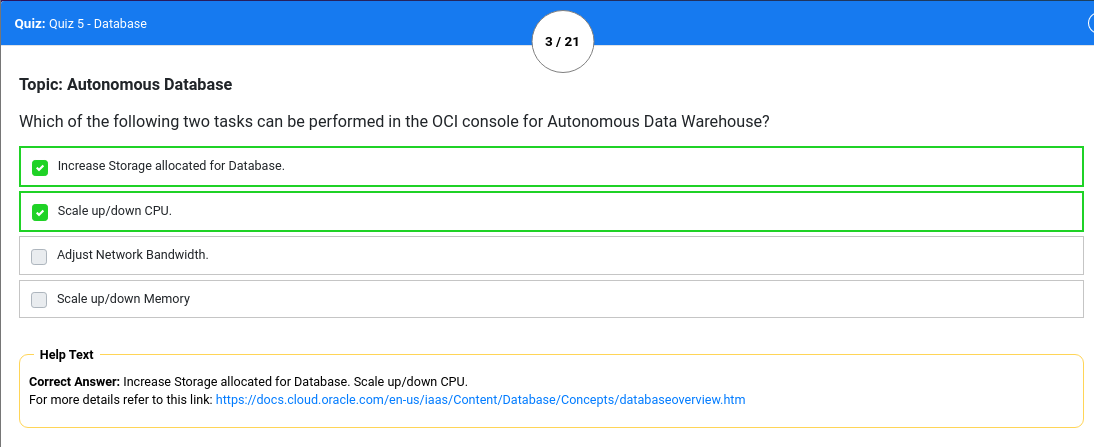 Quiz: Quiz 5 - Database
3 / 21
Topic: Autonomous Database
Which of the following two tasks can be performed in the OCI console for Autonomous Data Warehouse?
Increase Storage allocated for Database.
Scale up/down CPU.
Adjust Network Bandwidth.
Scale up/down Memory
Help Text
Correct Answer: Increase Storage allocated for Database. Scale up/down CPU.
For more details refer to this link: https://docs.cloud.oracle.com/en-us/iaas/Content/Database/Concepts/databaseoverview.htm